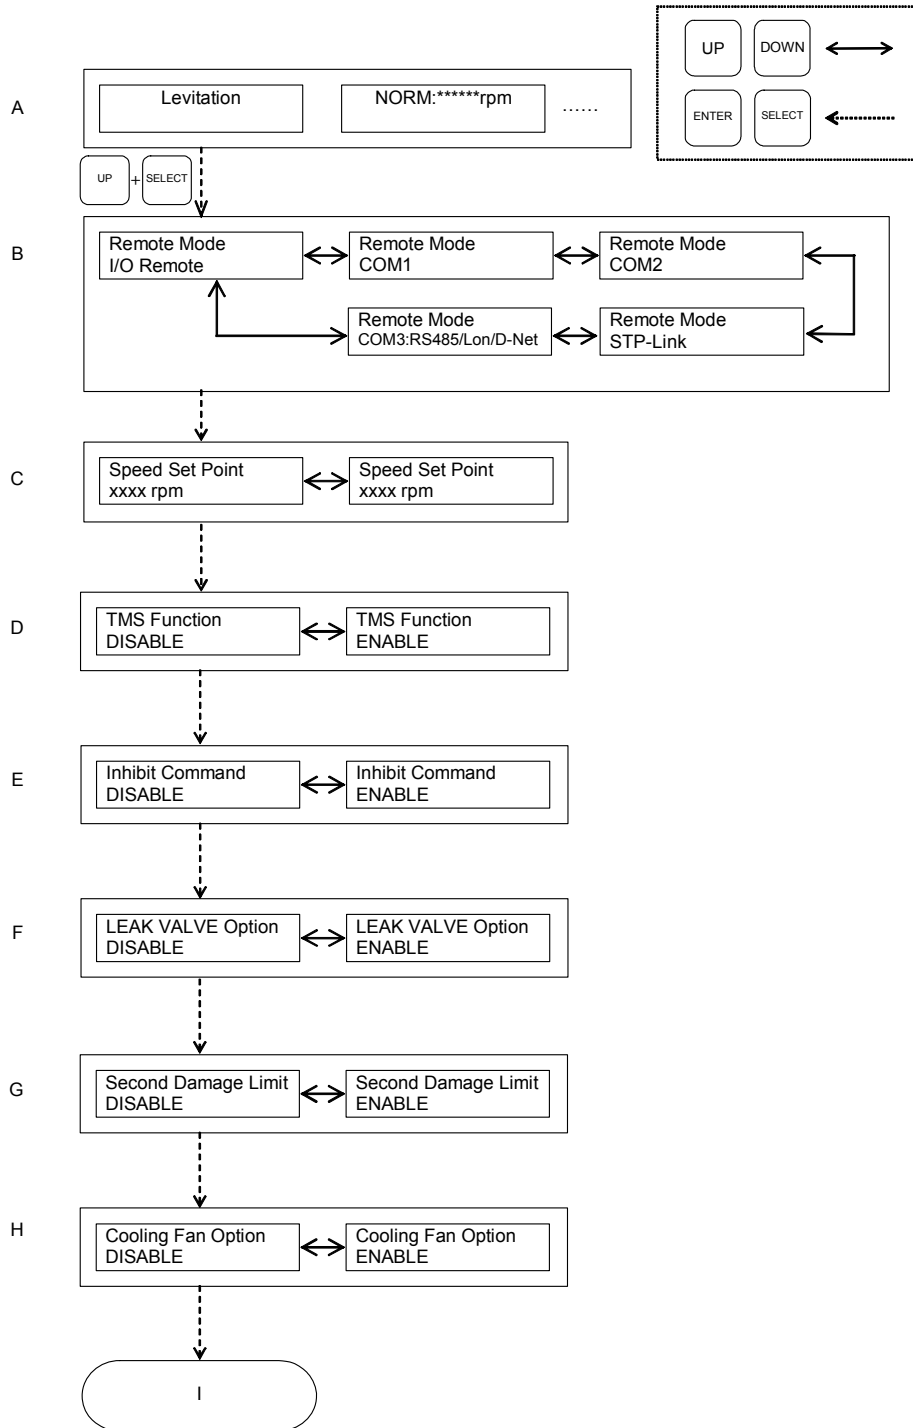 UP
DOWN
ENTER
SELECT
A
Levitation
NORM:******rpm
……
UP
+
SELECT
B
Remote Mode
I/O Remote
Remote Mode
COM1
Remote Mode
COM2
Remote Mode
COM3:RS485/Lon/D-Net
Remote Mode
STP-Link
C
Speed Set Point
xxxx rpm
Speed Set Point
xxxx rpm
D
TMS Function
DISABLE
TMS Function
ENABLE
E
Inhibit Command
DISABLE
Inhibit Command
ENABLE
F
LEAK VALVE Option
DISABLE
LEAK VALVE Option
ENABLE
G
Second Damage Limit
DISABLE
Second Damage Limit
ENABLE
H
Cooling Fan Option
DISABLE
Cooling Fan Option
ENABLE
I